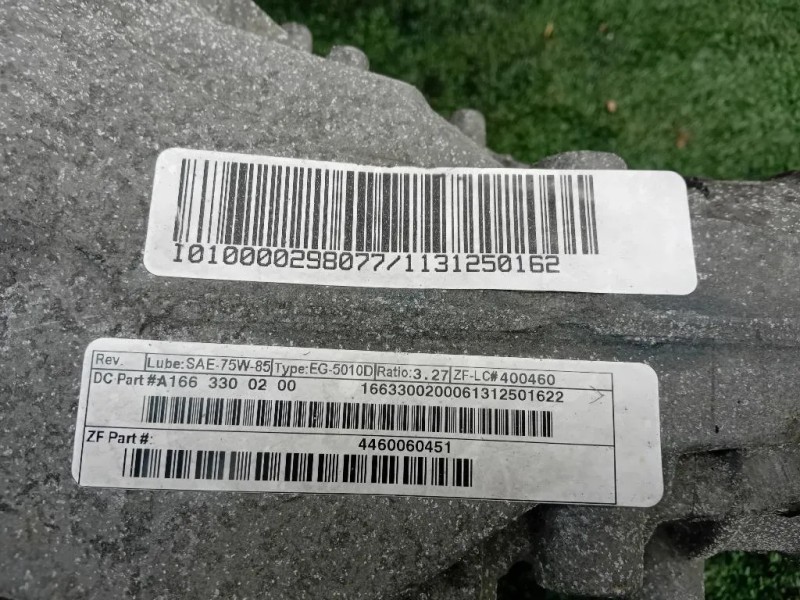 I010000298077/1131250162
Rev. Lube:SAE-75W-85 Type:EG-5010D Ratio:3.27 ZF-LC#400460
DC Part #A166 330 02 00 1663300200061312501622
ZF Part #: 4460060451